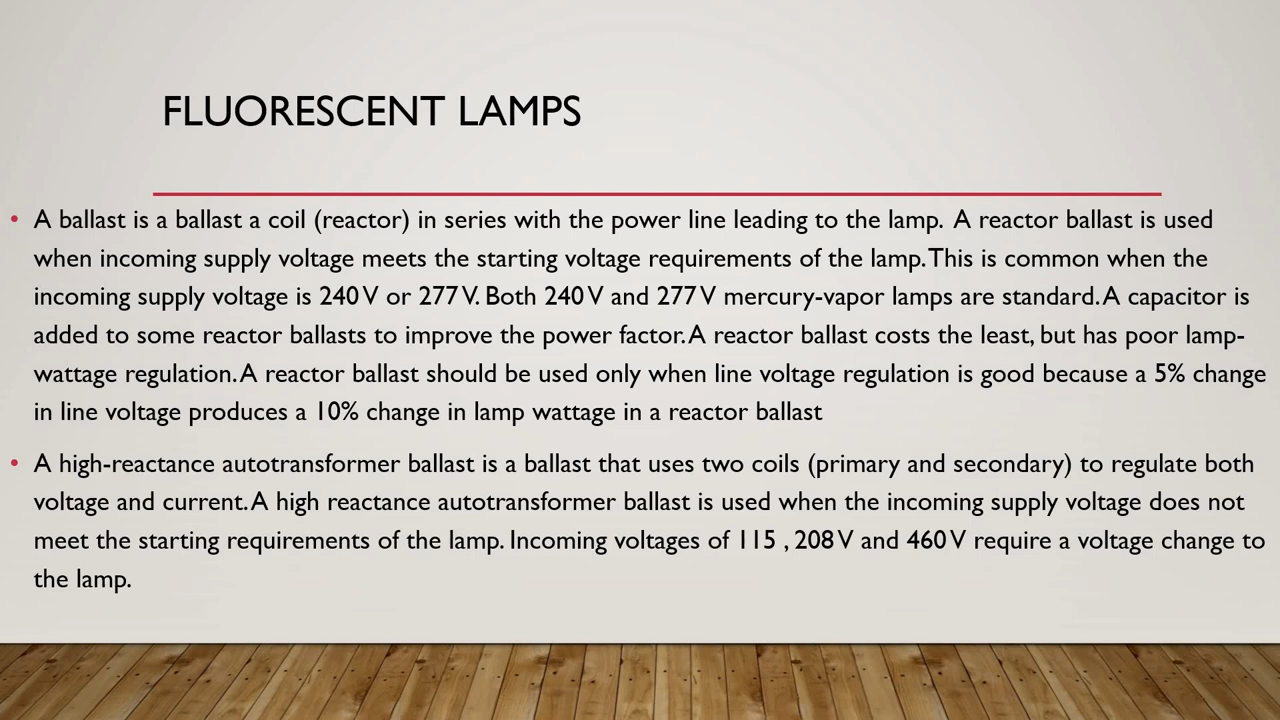 FLUORESCENT LAMPS
• A ballast is a ballast a coil (reactor) in series with the power line leading to the lamp. A reactor ballast is used
when incoming supply voltage meets the starting voltage requirements of the lamp. This is common when the
incoming supply voltage is 240 V or 277 V. Both 240 V and 277 V mercury-vapor lamps are standard. A capacitor is
added to some reactor ballasts to improve the power factor. A reactor ballast costs the least, but has poor lamp-
wattage regulation. A reactor ballast should be used only when line voltage regulation is good because a 5% change
in line voltage produces a 10% change in lamp wattage in a reactor ballast
• A high-reactance autotransformer ballast is a ballast that uses two coils (primary and secondary) to regulate both
voltage and current. A high reactance autotransformer ballast is used when the incoming supply voltage does not
meet the starting requirements of the lamp. Incoming voltages of 115 , 208 V and 460 V require a voltage change to
the lamp.